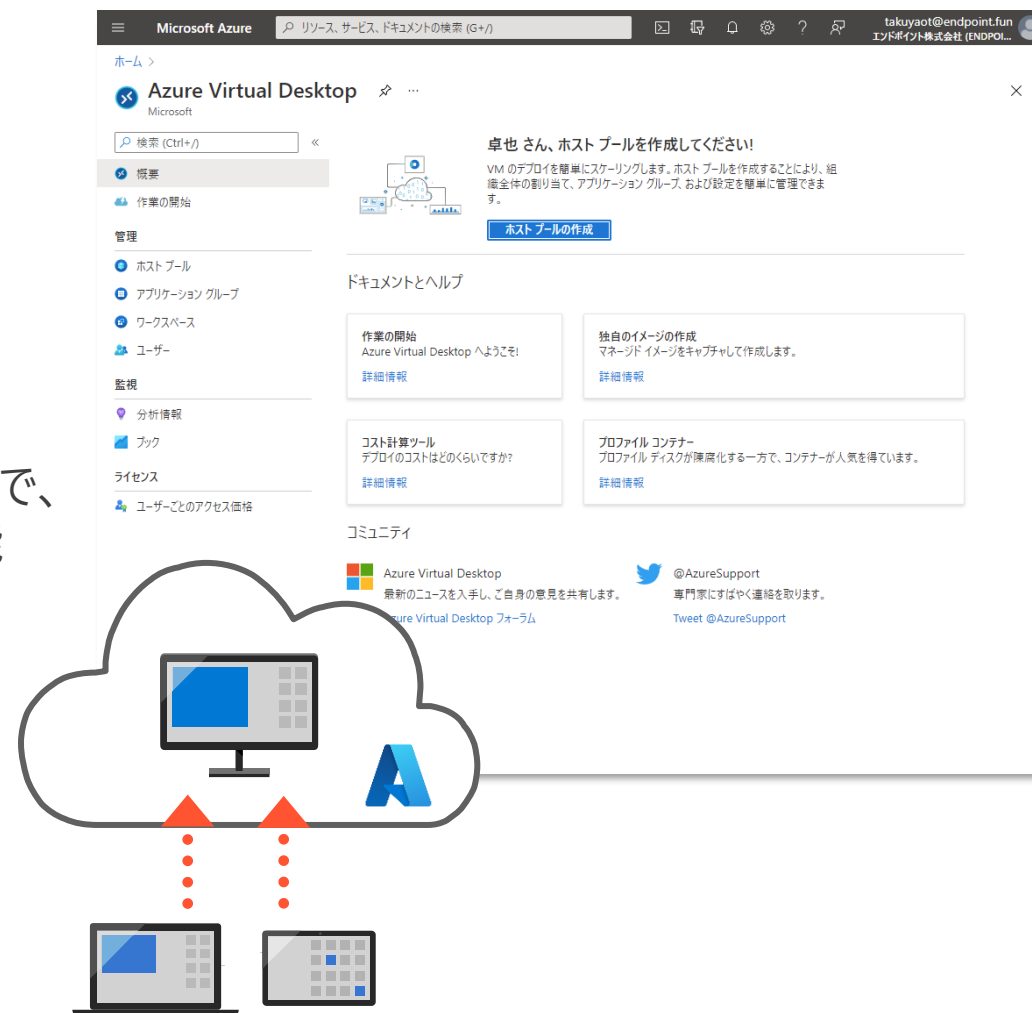 Microsoft Azure
リソース、サービス、ドキュメントの検索 (G+/)
takuyaot@endpoint.fun
エンドポイント株式会社 (ENDPOI...
ホーム >
Azure Virtual Desktop
Microsoft
検索 (Ctrl+/)
概要
作業の開始
管理
ホスト プール
アプリケーション グループ
ワークスペース
ユーザー
監視
分析情報
ブック
ライセンス
ユーザーごとのアクセス価格
で、
卓也 さん、ホスト プールを作成してください!
VM のデプロイを簡単にスケーリングします。ホスト プールを作成することにより、組
織全体の割り当て、アプリケーション グループ、および設定を簡単に管理できま
す。
ホスト プールの作成
ドキュメントとヘルプ
作業の開始
Azure Virtual Desktop へようこそ!
詳細情報
独自のイメージの作成
マネージド イメージをキャプチャして作成します。
詳細情報
コスト計算ツール
デプロイのコストはどのくらいですか?
詳細情報
プロファイル コンテナー
プロファイル ディスクが陳腐化する一方で、コンテナーが人気を得ています。
詳細情報
コミュニティ
Azure Virtual Desktop
最新のニュースを入手し、ご自身の意見を共有します。
Azure Virtual Desktop フォーラム
@AzureSupport
専門家にすばやく連絡を取ります。
Tweet @AzureSupport